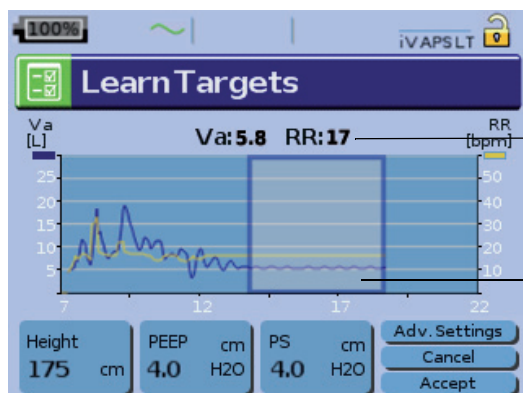 100%
iVAPSLT
Learn Targets
Va
[L]
Va:5.8 RR:17
RR
[bpm]
25
20
15
10
5
50
40
30
20
10
7 12 17 22
Height
175 cm
PEEP cm
4.0 H2O
PS cm
4.0 H2O
Adv. Settings
Cancel
Accept